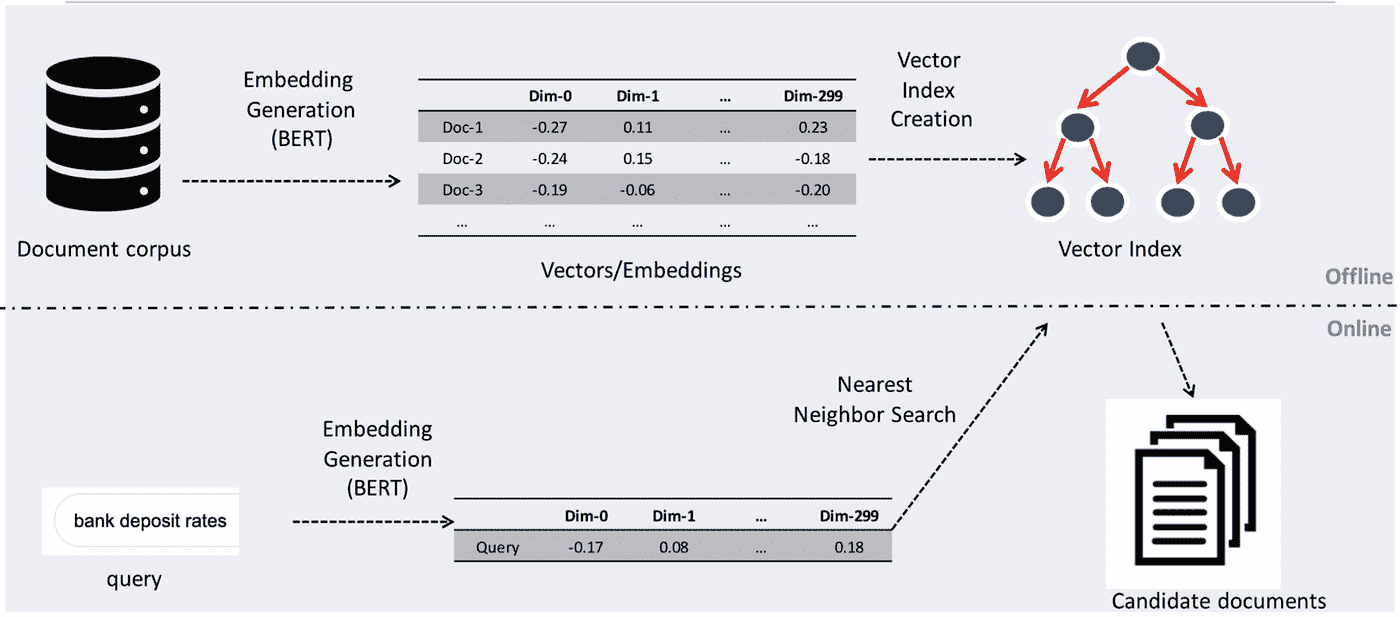 Embedding
Generation
(BERT)
Document corpus
Dim-0 Dim-1 ... Dim-299
Doc-1 -0.27 0.11 ... 0.23
Doc-2 -0.24 0.15 ... -0.18
Doc-3 -0.19 -0.06 ... -0.20
... ... ... ... ...
Vectors/Embeddings
Vector
Index
Creation
Vector Index
Offline
Online
bank deposit rates
query
Embedding
Generation
(BERT)
Dim-0 Dim-1 ... Dim-299
Query -0.17 0.08 ... 0.18
Nearest
Neighbor Search
Candidate documents